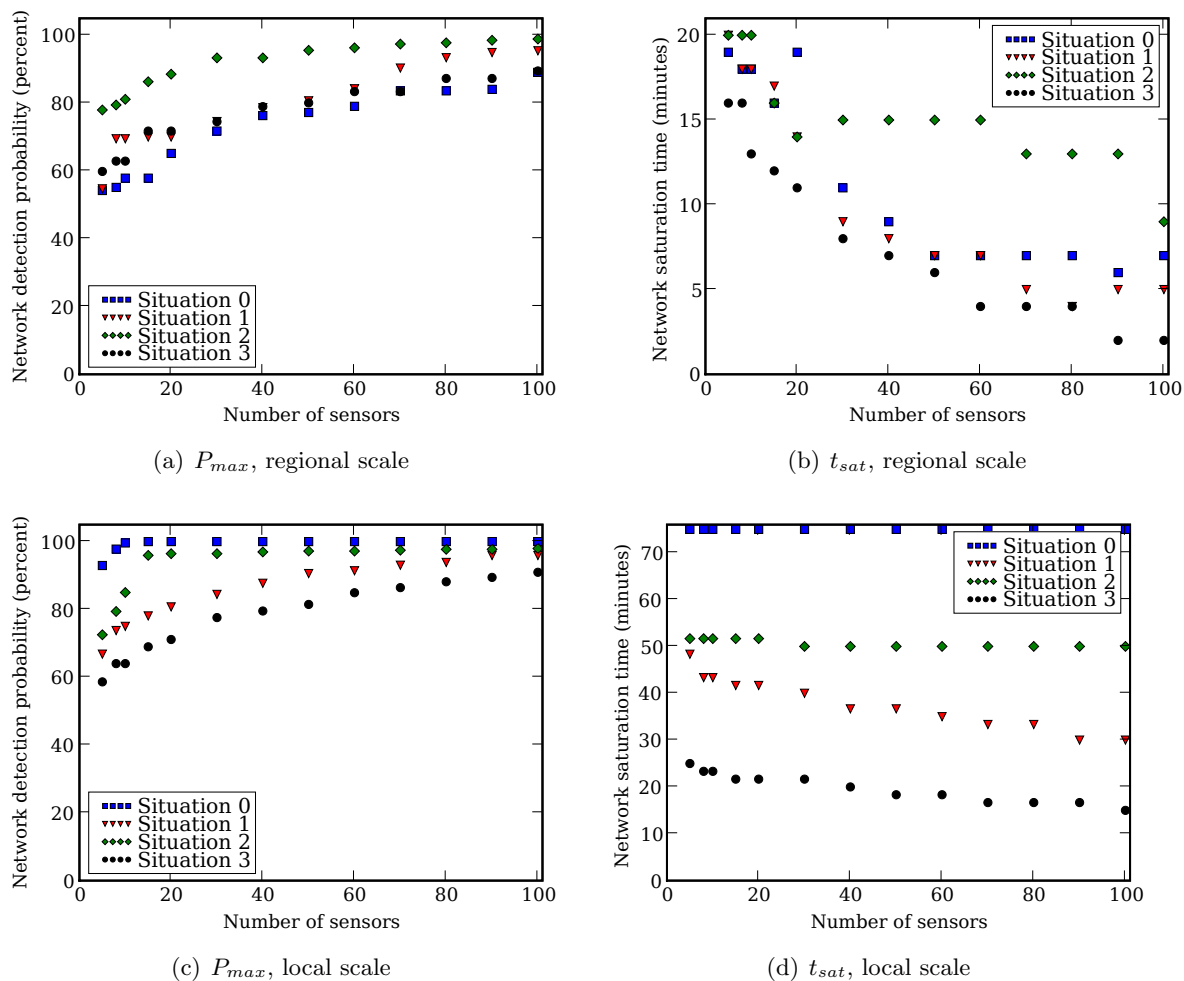 Network detection probability (percent)
100
80
60
40
20
0
Situation 0
Situation 1
Situation 2
Situation 3
0 20 40 60 80 100
Number of sensors
(a) Pmax, regional scale
Network saturation time (minutes)
20
15
10
5
0
Situation 0
Situation 1
Situation 2
Situation 3
0 20 40 60 80 100
Number of sensors
(b) tsat, regional scale
Network detection probability (percent)
100
80
60
40
20
0
Situation 0
Situation 1
Situation 2
Situation 3
0 20 40 60 80 100
Number of sensors
(c) Pmax, local scale
Network saturation time (minutes)
70
60
50
40
30
20
10
0
Situation 0
Situation 1
Situation 2
Situation 3
0 20 40 60 80 100
Number of sensors
(d) tsat, local scale